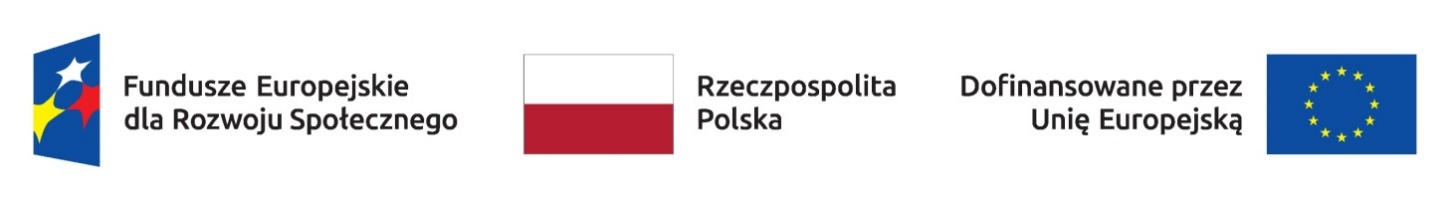 Fundusze Europejskie
dla Rozwoju Społecznego
Rzeczpospolita
Polska
Dofinansowane przez
Unię Europejską